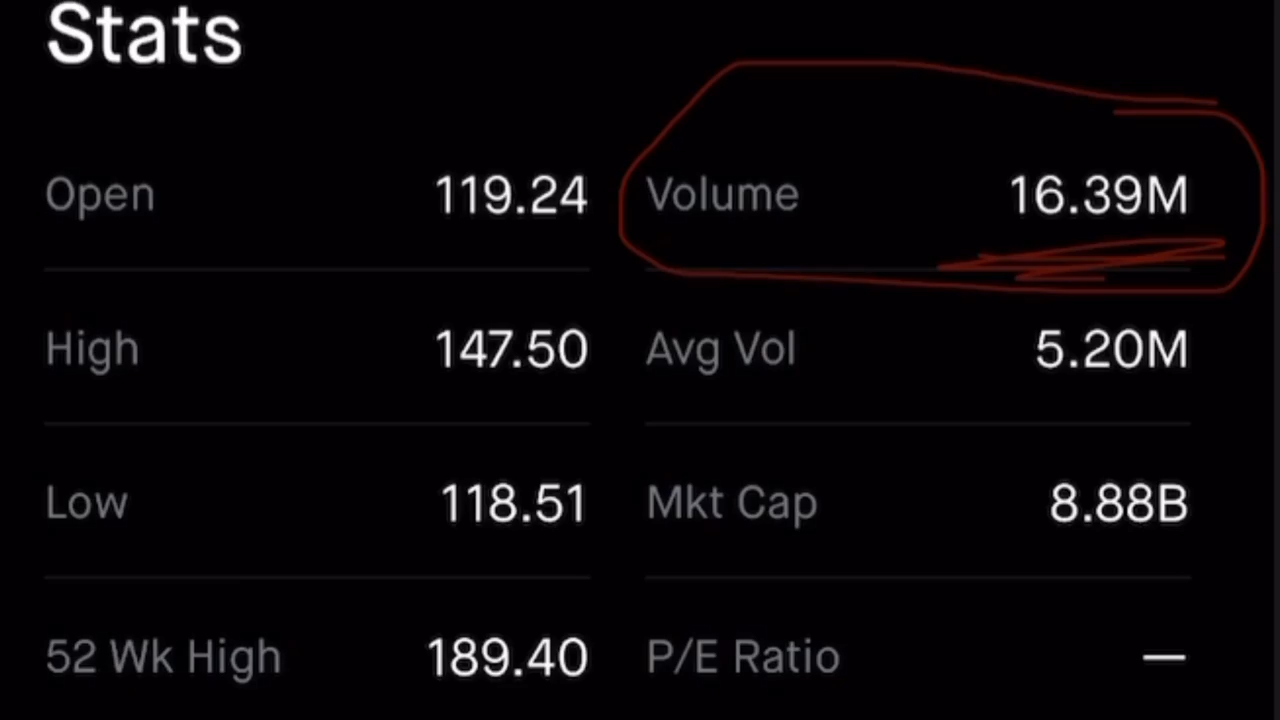 Stats
Open 119.24 Volume 16.39M
High 147.50 Avg Vol 5.20M
Low 118.51 Mkt Cap 8.88B
52 Wk High 189.40 P/E Ratio —